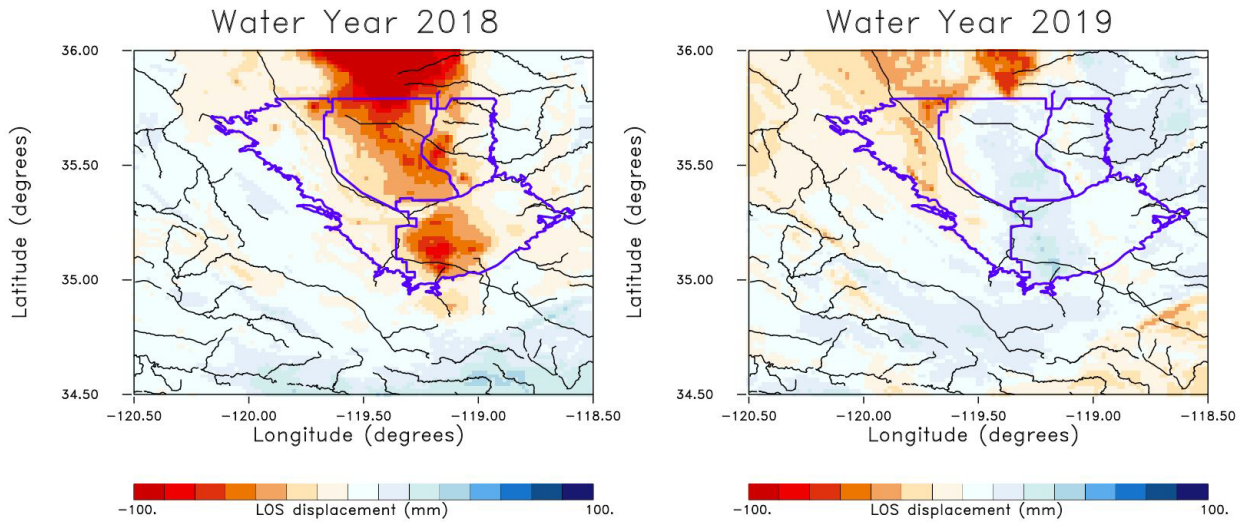 Water Year 2018
36.00
35.50
35.00
34.50
Latitude (degrees)
-120.50
-120.00
-119.50
-119.00
-118.50
Longitude (degrees)
-100.
LOS displacement (mm)
100.
Water Year 2019
36.00
35.50
35.00
34.50
Latitude (degrees)
-120.50
-120.00
-119.50
-119.00
-118.50
Longitude (degrees)
-100.
LOS displacement (mm)
100.